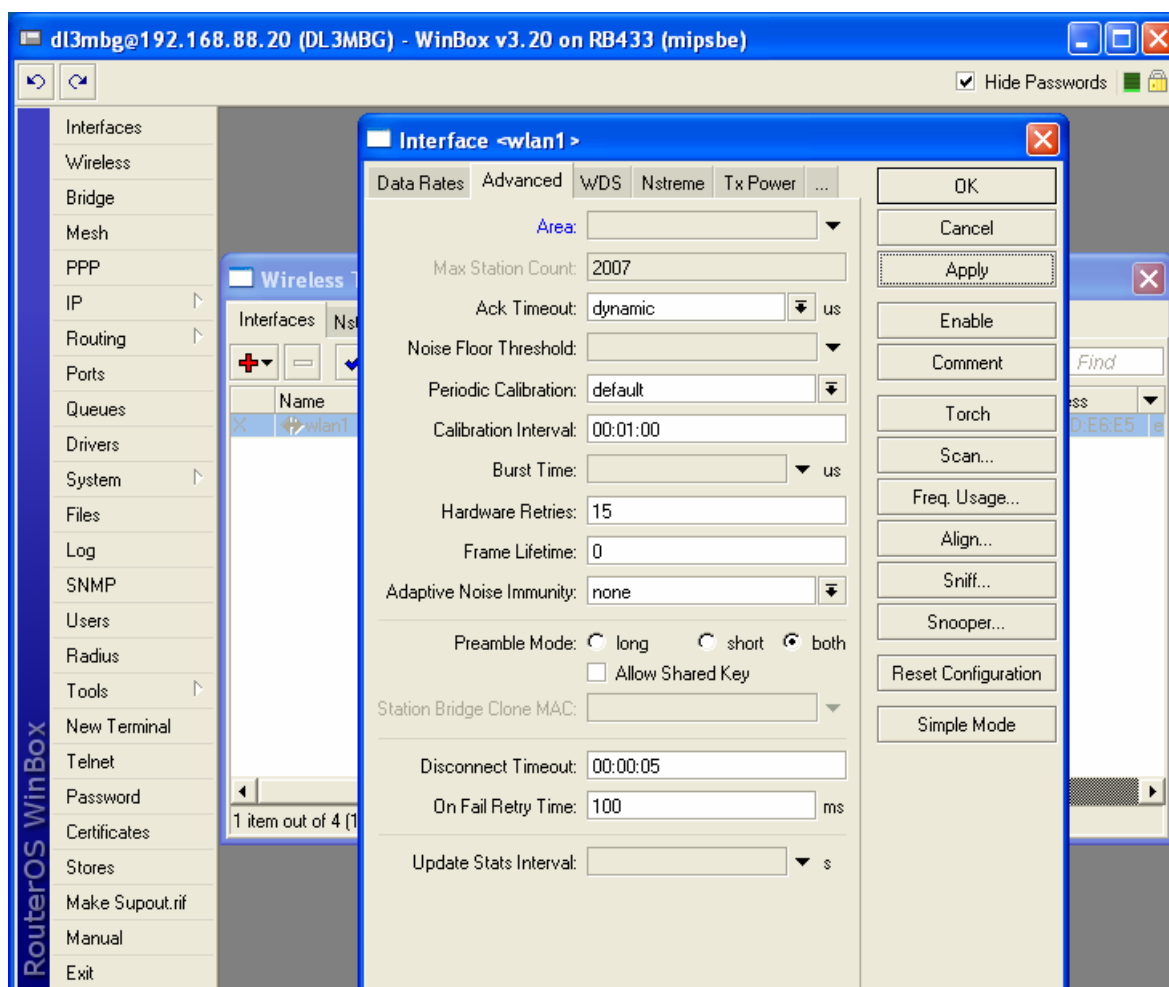 dl3mbg@192.168.88.20 (DL3MBG) - WinBox v3.20 on RB433 (mipsbe)
Hide Passwords
RouterOS WinBox
Interfaces
Wireless
Bridge
Mesh
PPP
IP
Routing
Ports
Queues
Drivers
System
Files
Log
SNMP
Users
Radius
Tools
New Terminal
Telnet
Password
Certificates
Stores
Make Supout.rif
Manual
Exit
Wireless T
Interfaces Nst
Find
Name ess
X wlan1 D:E6:E5 e
1 item out of 4 (1
Interface <wlan1>
Data Rates Advanced WDS Nstreme Tx Power ...
Area:
Max Station Count: 2007
Ack Timeout: dynamic us
Noise Floor Threshold:
Periodic Calibration: default
Calibration Interval: 00:01:00
Burst Time: us
Hardware Retries: 15
Frame Lifetime: 0
Adaptive Noise Immunity: none
Preamble Mode: long short both
Allow Shared Key
Station Bridge Clone MAC:
Disconnect Timeout: 00:00:05
On Fail Retry Time: 100 ms
Update Stats Interval: s
OK
Cancel
Apply
Enable
Comment
Torch
Scan...
Freq. Usage...
Align...
Sniff...
Snooper...
Reset Configuration
Simple Mode